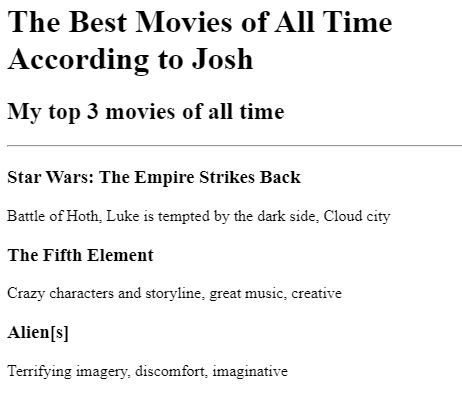 The Best Movies of All Time
According to Josh
My top 3 movies of all time
Star Wars: The Empire Strikes Back
Battle of Hoth, Luke is tempted by the dark side, Cloud city
The Fifth Element
Crazy characters and storyline, great music, creative
Alien[s]
Terrifying imagery, discomfort, imaginative